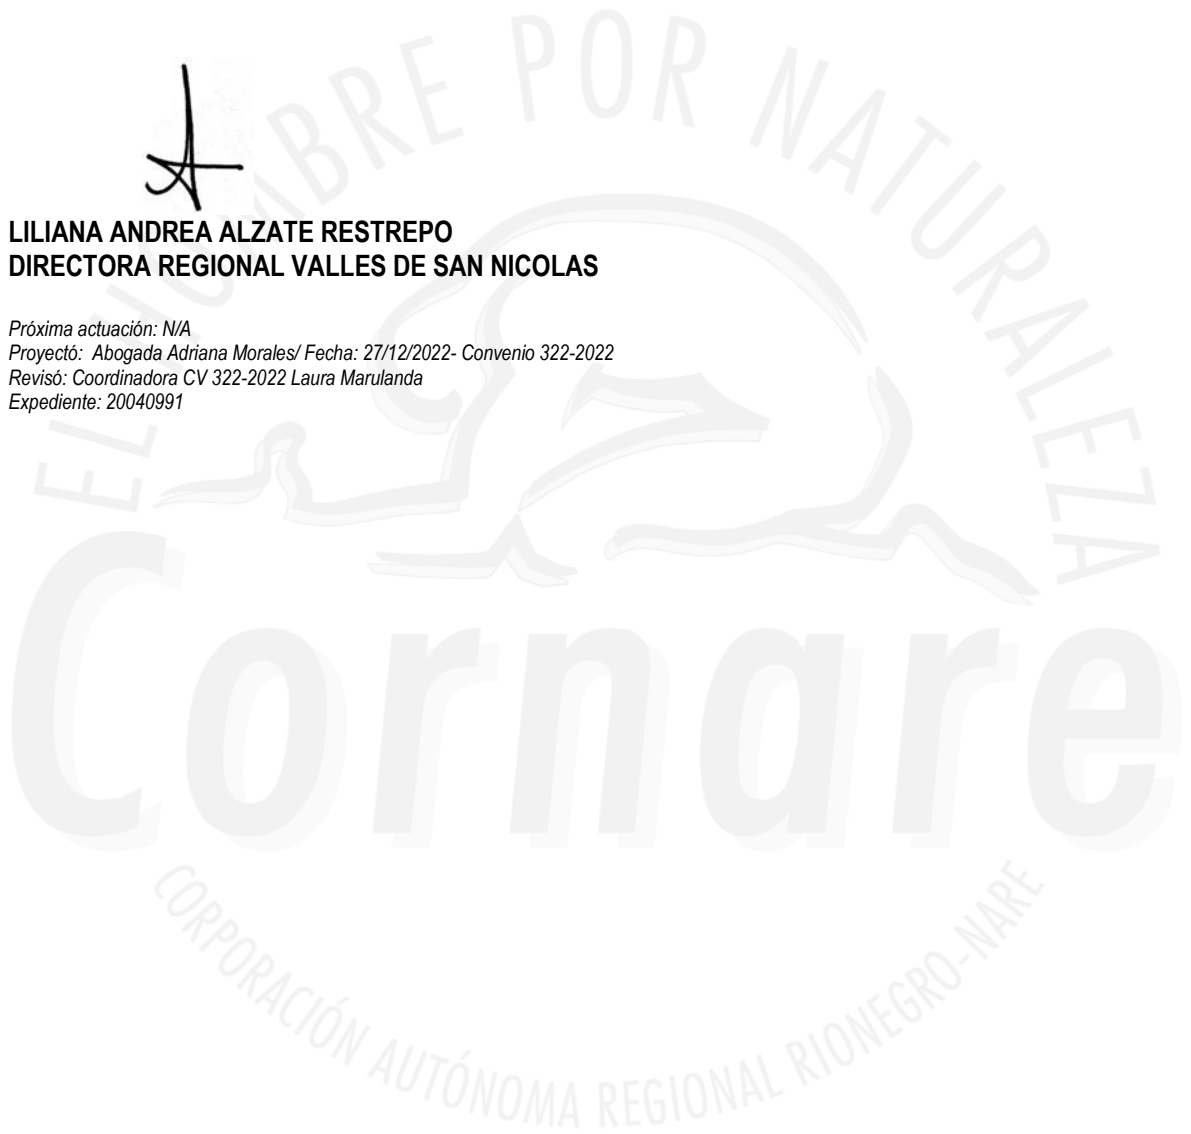 LILIANA ANDREA ALZATE RESTREPO
DIRECTORA REGIONAL VALLES DE SAN NICOLAS
Próxima actuación: N/A
Proyectó: Abogada Adriana Morales/ Fecha: 27/12/2022- Convenio 322-2022
Revisó: Coordinadora CV 322-2022 Laura Marulanda
Expediente: 20040991
EL HOMBRE POR NATURALEZA
Cornare
CORPORACIÓN AUTÓNOMA REGIONAL RIONEGRO-NARE